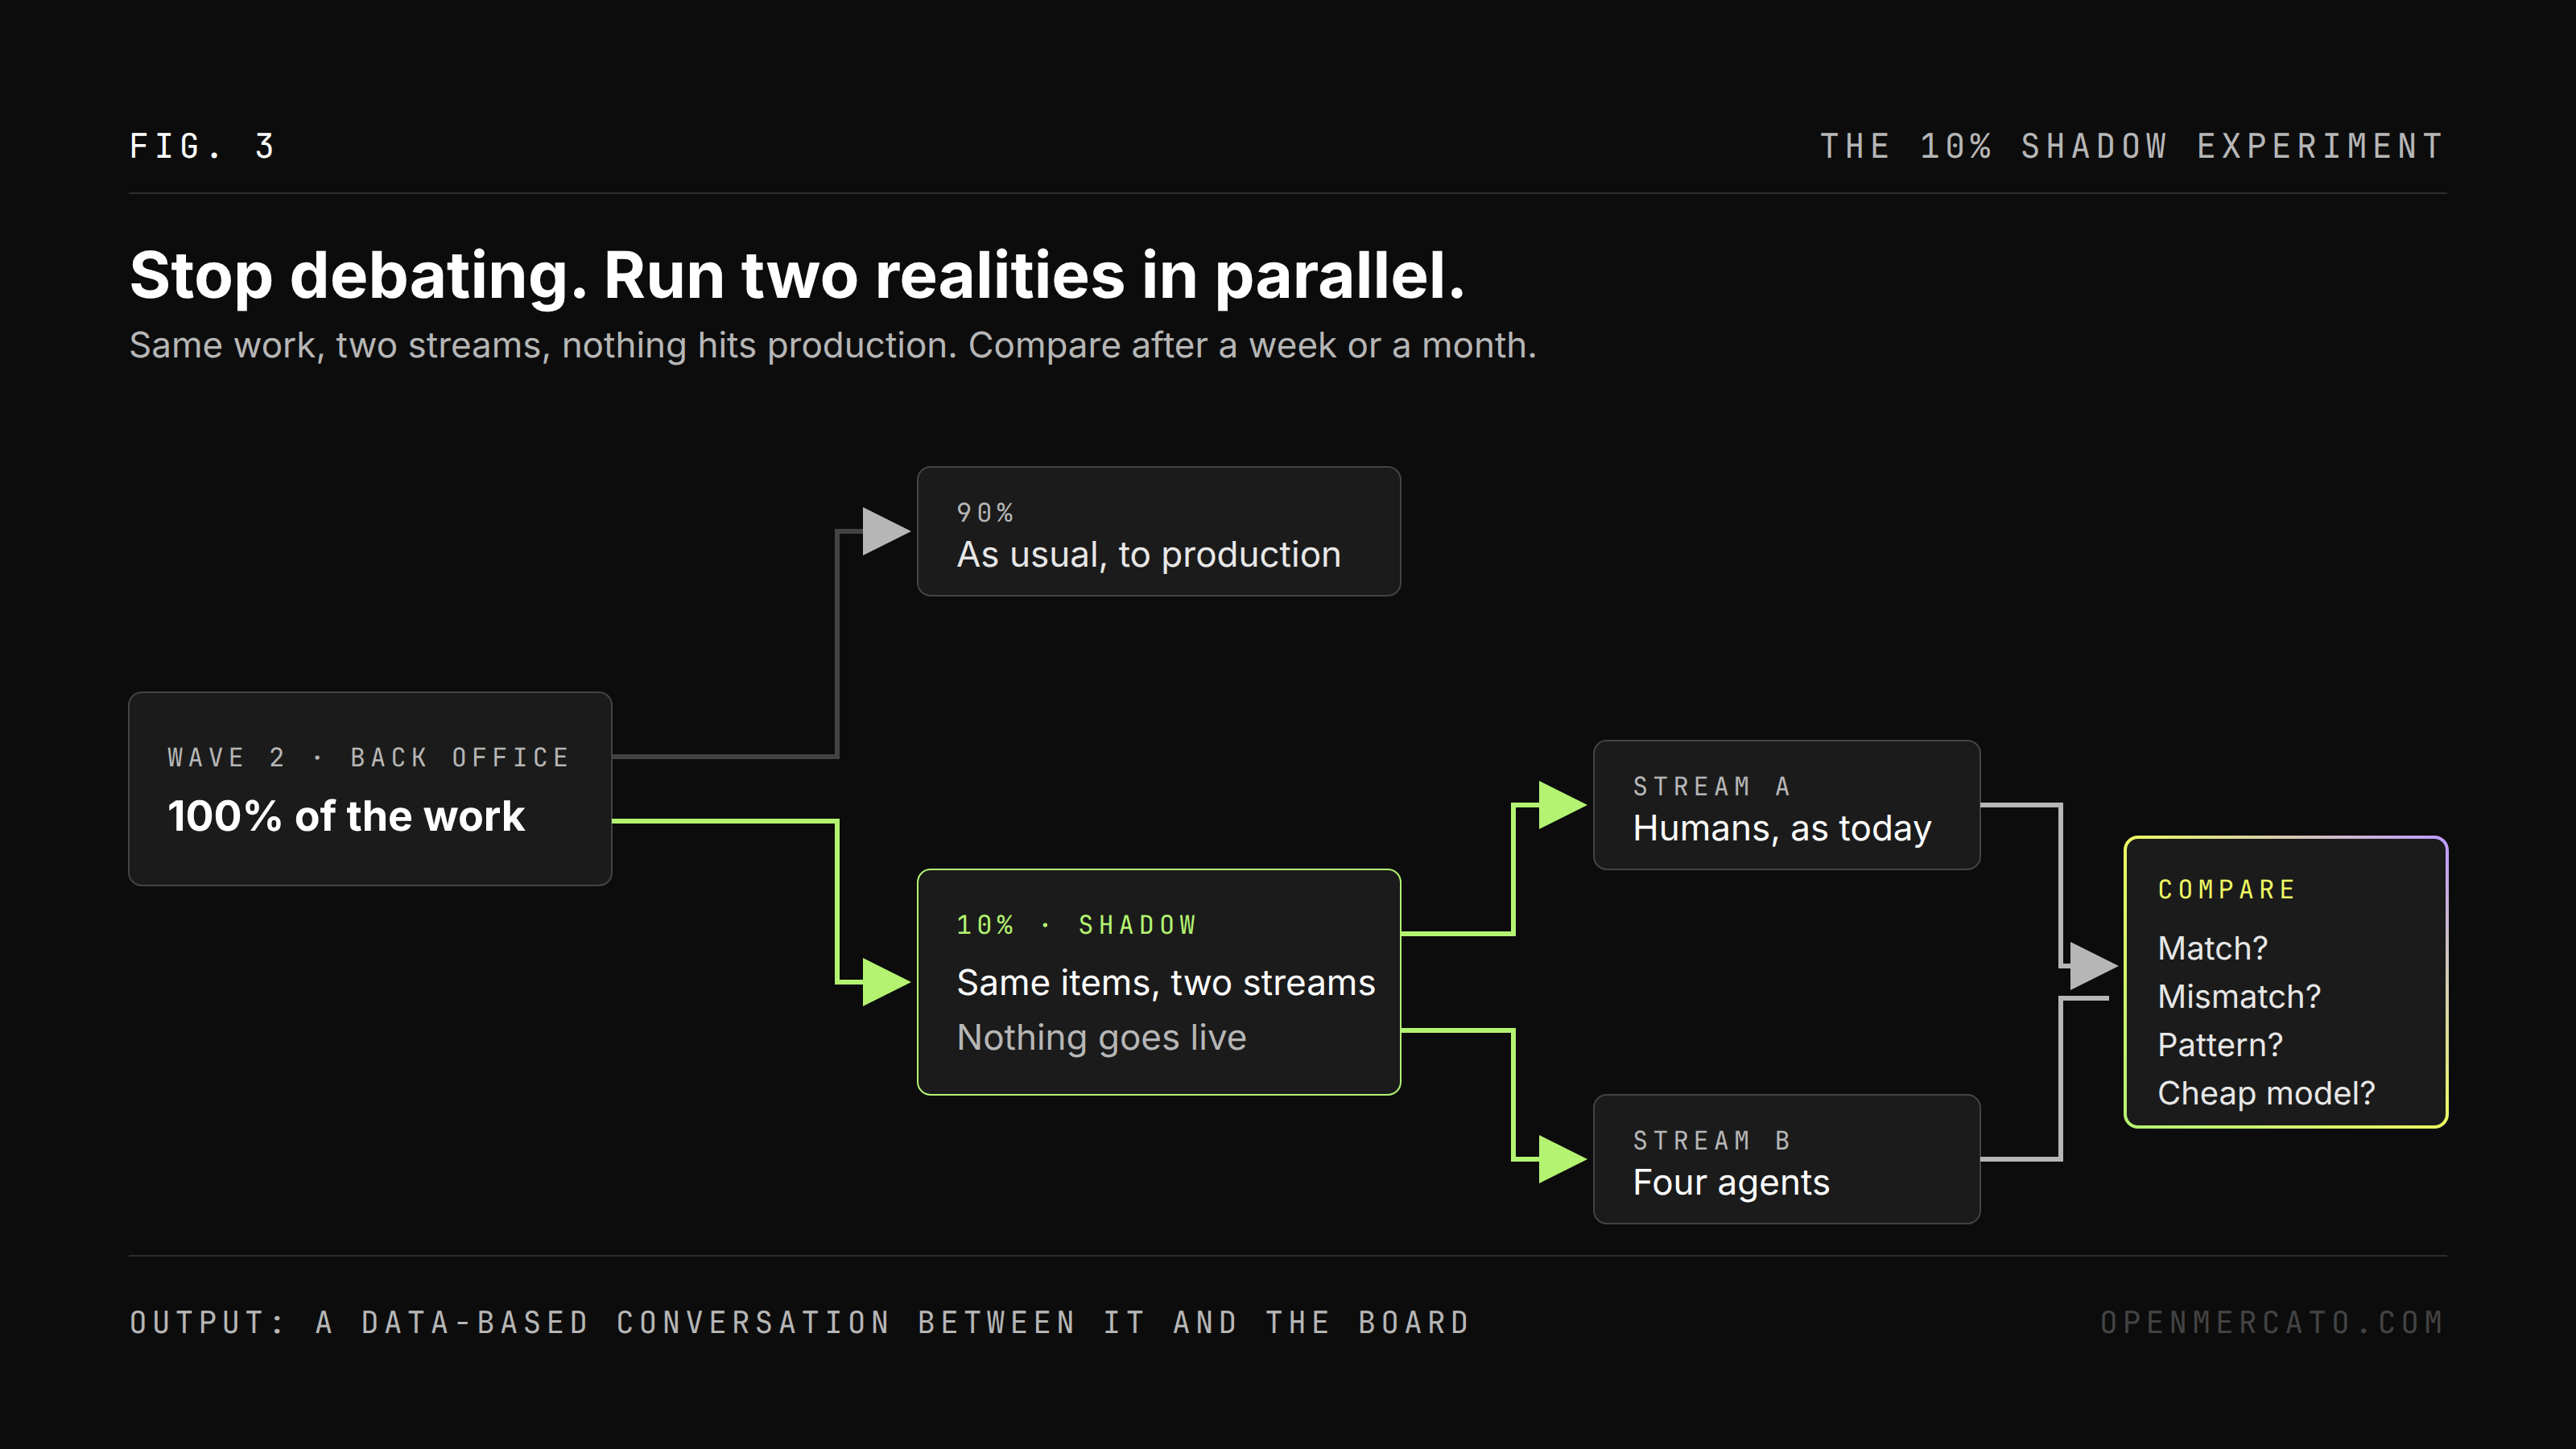 FIG. 3
THE 10% SHADOW EXPERIMENT
Stop debating. Run two realities in parallel.
Same work, two streams, nothing hits production. Compare after a week or a month.
90%
As usual, to production
WAVE 2 · BACK OFFICE
100% of the work
10% · SHADOW
Same items, two streams
Nothing goes live
STREAM A
Humans, as today
STREAM B
Four agents
COMPARE
Match?
Mismatch?
Pattern?
Cheap model?
OUTPUT: A DATA-BASED CONVERSATION BETWEEN IT AND THE BOARD
OPENMERCATO.COM